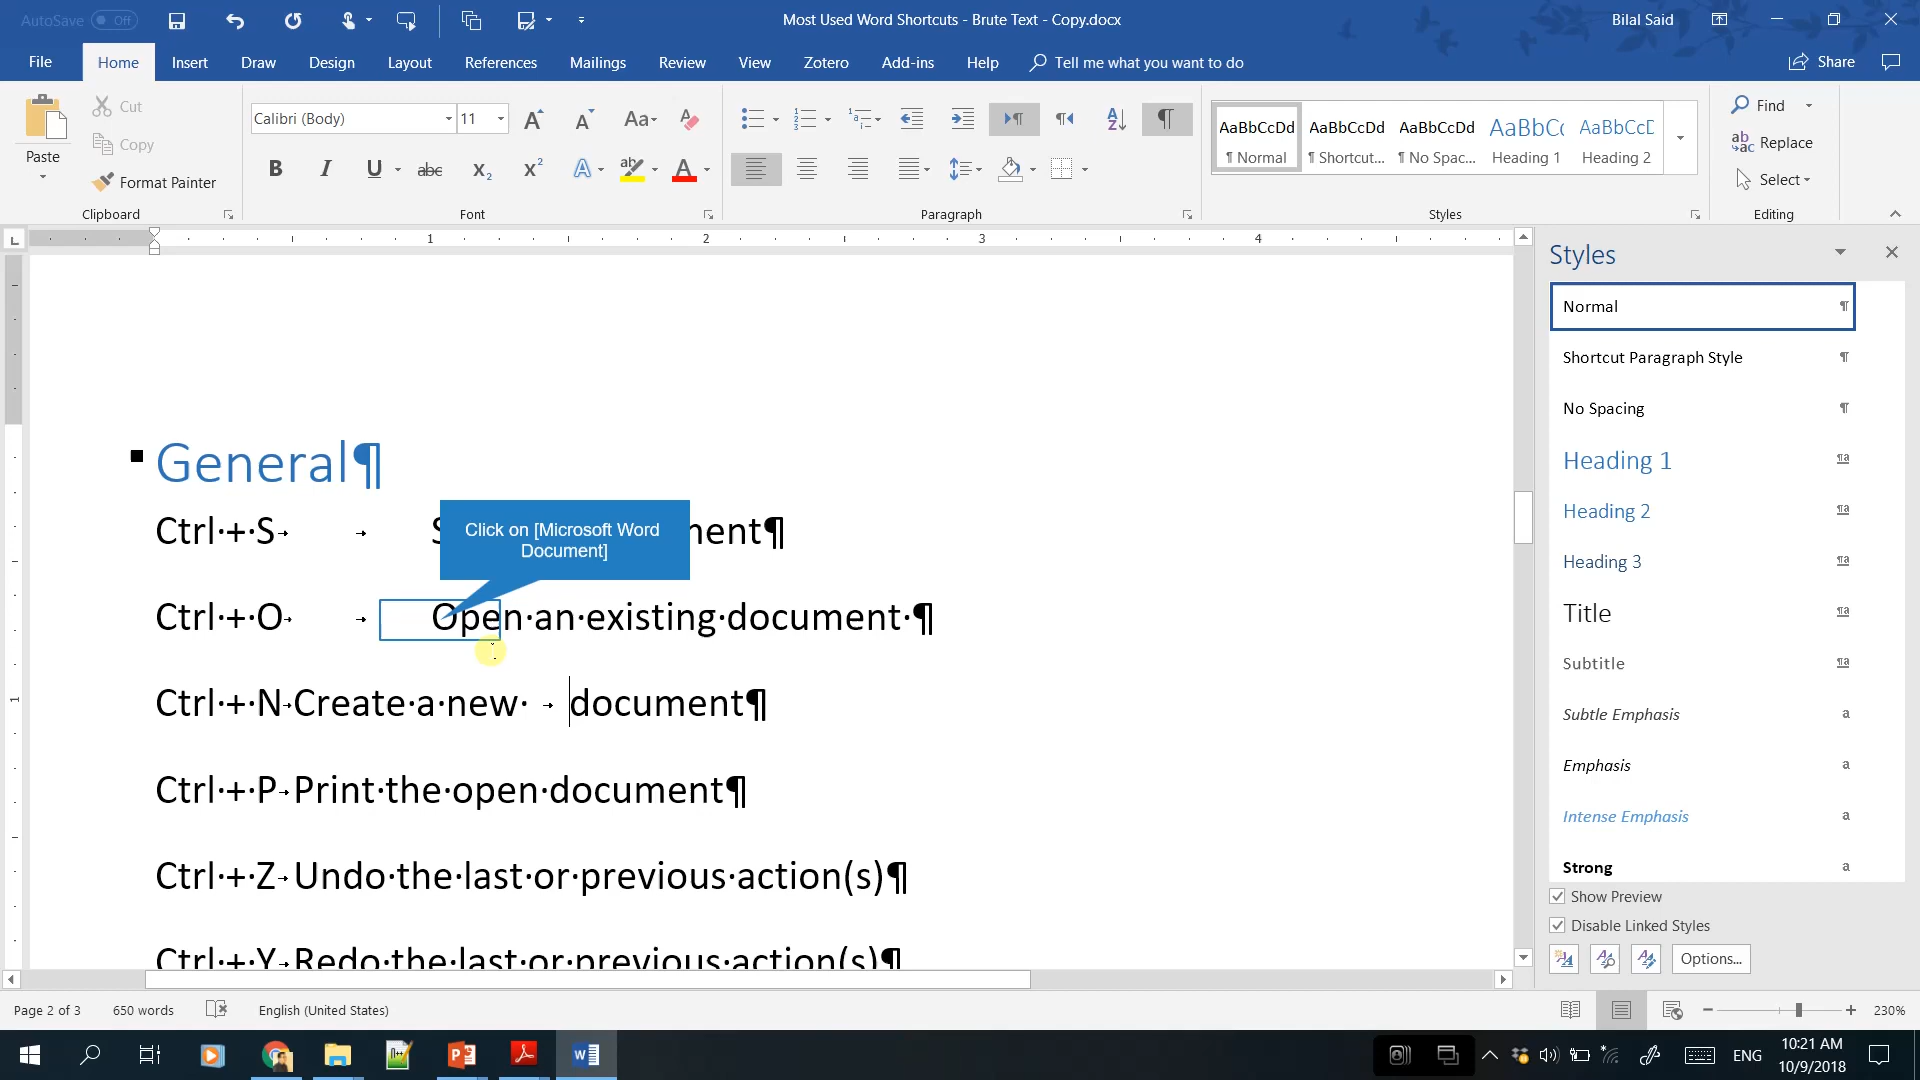 AutoSave Off
Most Used Word Shortcuts - Brute Text - Copy.docx
Bilal Said
File Home Insert Draw Design Layout References Mailings Review View Zotero Add-ins Help Tell me what you want to do Share
Paste
Cut
Copy
Format Painter
Clipboard
Calibri (Body) 11
Font
Paragraph
AaBbCcDd AaBbCcDd AaBbCcDd AaBbCc AaBbCcD
¶ Normal ¶ Shortcut... ¶ No Spac... Heading 1 Heading 2
Styles
Find
Replace
Select
Editing
1 2 3 4
General¶
Ctrl·+·S→ → S ment¶
Click on [Microsoft Word
Document]
Ctrl·+·O→ → Open·an·existing·document·¶
Ctrl·+·N→Create·a·new· → document¶
Ctrl·+·P→Print·the·open·document¶
Ctrl·+·Z→Undo·the·last·or·previous·action(s)¶
Ctrl·+·Y→Redo·the·last·or·previous·action(s)¶
Styles
Normal ¶
Shortcut Paragraph Style ¶
No Spacing ¶
Heading 1 ¶a
Heading 2 ¶a
Heading 3 ¶a
Title ¶a
Subtitle ¶a
Subtle Emphasis a
Emphasis a
Intense Emphasis a
Strong a
Show Preview
Disable Linked Styles
Options...
Page 2 of 3 650 words English (United States) 230%
ENG
10:21 AM
10/9/2018